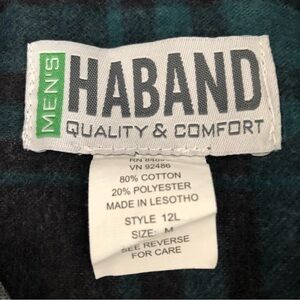 MEN'S
HABAND
QUALITY & COMFORT
RN
VN 92486
80% COTTON
20% POLYESTER
MADE IN LESOTHO
STYLE 12L
SIZE: M
SEE REVERSE
FOR CARE